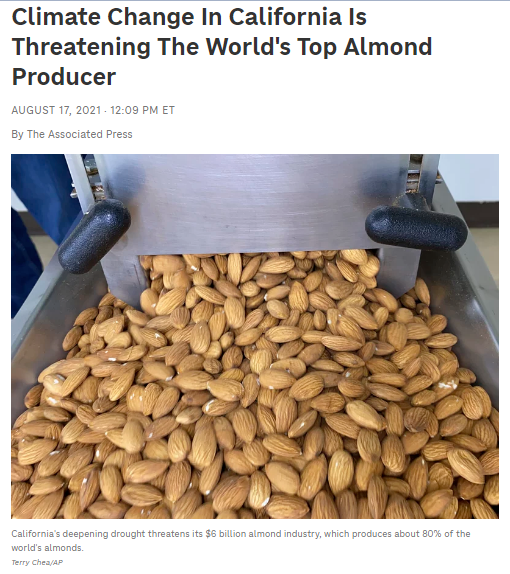 Climate Change In California Is
Threatening The World's Top Almond
Producer
AUGUST 17, 2021 · 12:09 PM ET
By The Associated Press
California's deepening drought threatens its $6 billion almond industry, which produces about 80% of the
world's almonds.
Terry Chea/AP